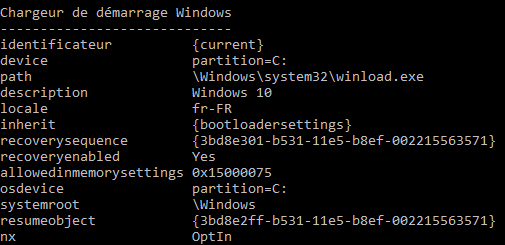 Chargeur de démarrage Windows
-----------------------------
identificateur          {current}
device                  partition=C:
path                    \Windows\system32\winload.exe
description             Windows 10
locale                  fr-FR
inherit                 {bootloadersettings}
recoverysequence        {3bd8e301-b531-11e5-b8ef-002215563571}
recoveryenabled         Yes
allowedinmemorysettings 0x15000075
osdevice                partition=C:
systemroot              \Windows
resumeobject            {3bd8e2ff-b531-11e5-b8ef-002215563571}
nx                      OptIn